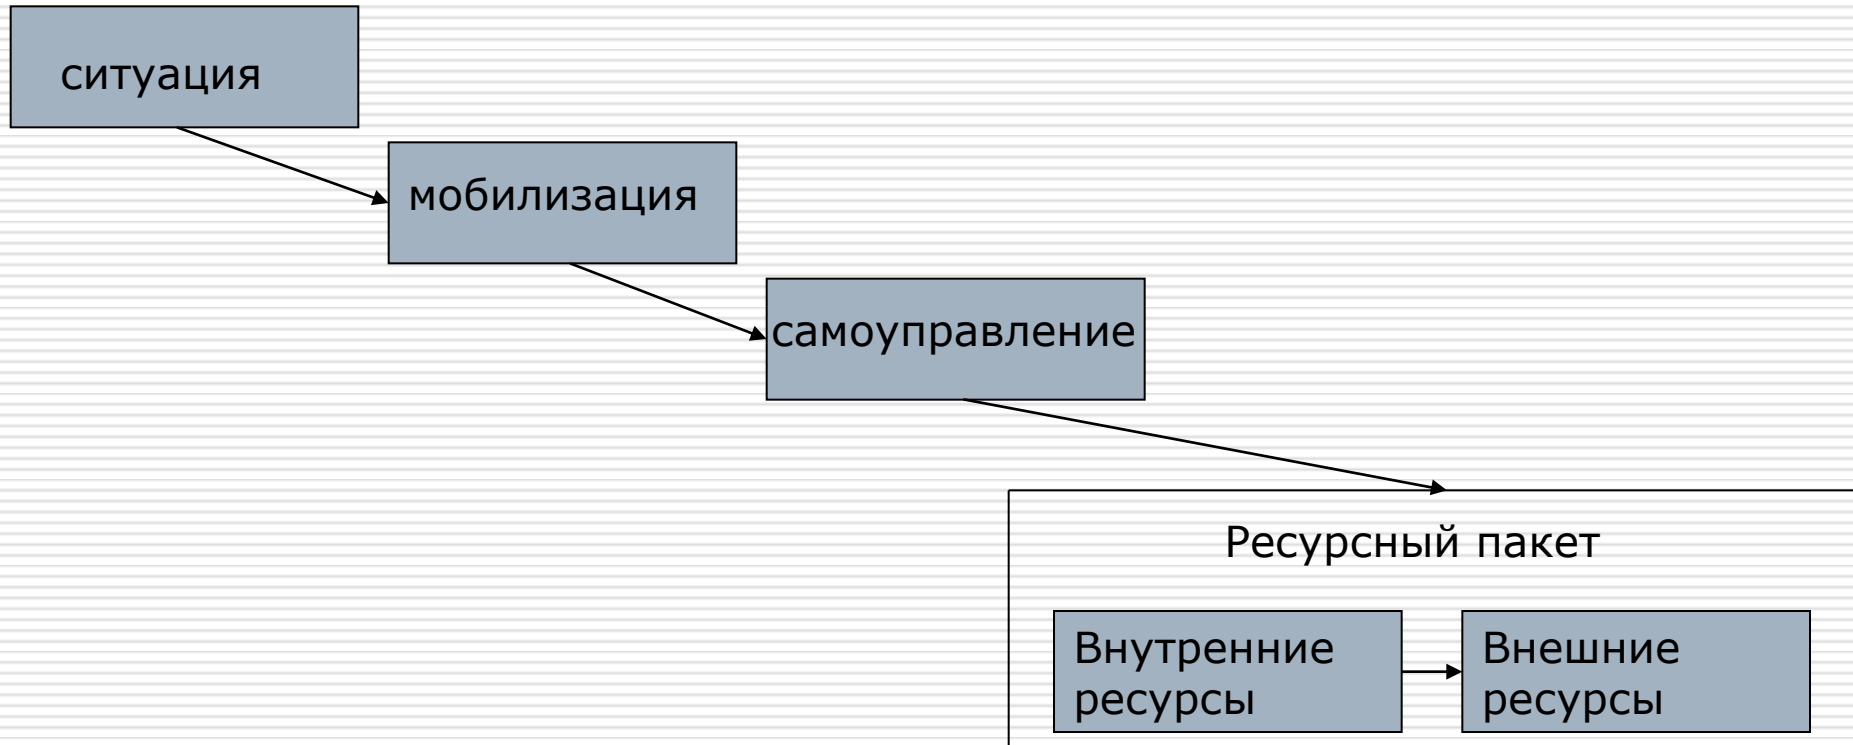 ситуация
мобилизация
самоуправление
Ресурсный пакет
Внутренние
ресурсы
Внешние
ресурсы